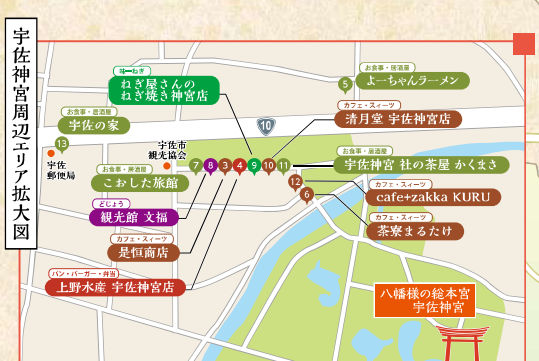 宇佐神宮周辺エリア拡大図
味一ねぎ
ねぎ屋さんの
ねぎ焼き神宮店
お食事・居酒屋
よーちゃんラーメン
5
お食事・居酒屋
宇佐の家
13
宇佐
郵便局
宇佐市
観光協会
10
カフェ・スィーツ
清月堂 宇佐神宮店
お食事・居酒屋
宇佐神宮 社の茶屋 かくまさ
7
8
3
4
9
10
11
お食事・居酒屋
こおした旅館
12
6
カフェ・スィーツ
cafe+zakka KURU
どじょう
観光館 文福
カフェ・スィーツ
茶寮まるたけ
カフェ・スィーツ
是恒商店
パン・バーガー・弁当
上野水産 宇佐神宮店
八幡様の総本宮
宇佐神宮